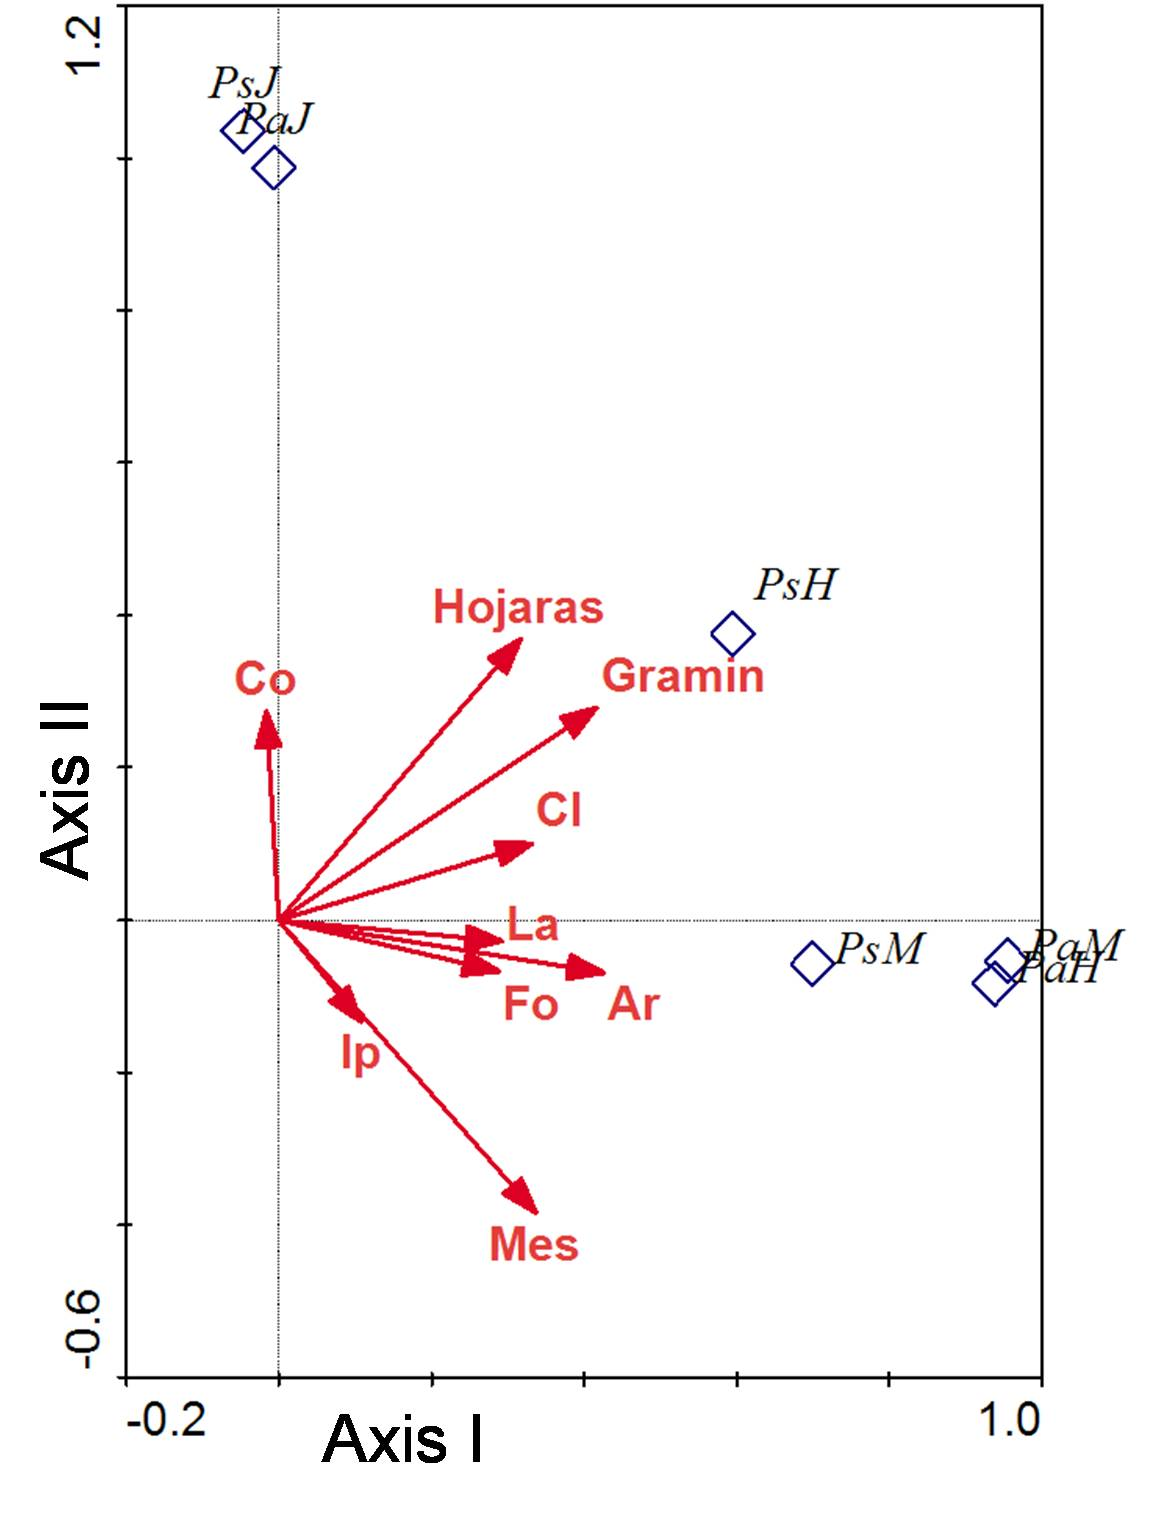 1.2
PsJ
PaJ
PsH
Hojaras
Gramin
Co
Axis II
Cl
La
PsM
PaM
PaH
Fo
Ar
Ip
Mes
-0.6
-0.2
1.0
Axis I